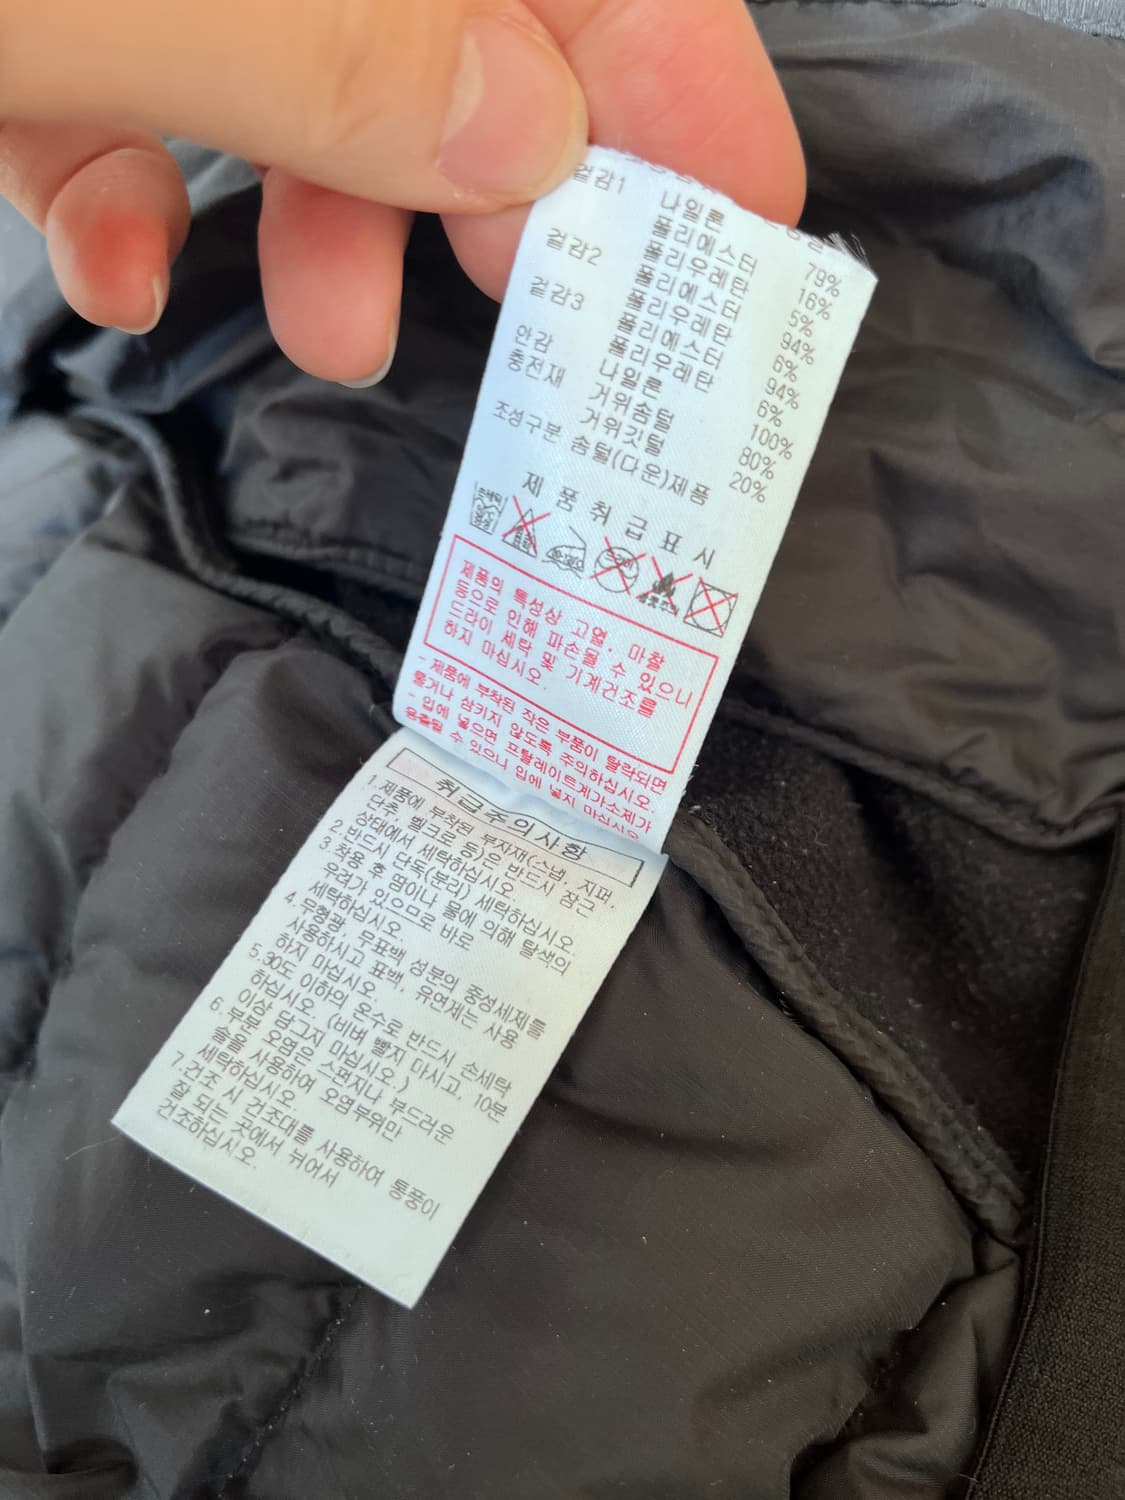 겉감1 나일론 79%
폴리에스터 16%
폴리우레탄 5%
겉감2 폴리에스터 94%
폴리우레탄 6%
겉감3 폴리에스터 94%
폴리우레탄 6%
안감 나일론 100%
충전재 거위솜털 80%
거위깃털 20%
조성구분 솜털(다운)제품
제 품 취 급 표 시
제품의 특성상 고열, 마찰
등으로 인해 파손될 수 있으니
드라이 세탁 및 기계건조를
하지 마십시오.
- 제품에 부착된 작은 부품이 탈락되면
물거나 삼키지 않도록 주의하십시오.
- 입에 넣으면 프탈레이트계가소제가
용출될 수 있으니 입에 넣지 마십시오
취급주의사항
1.제품에 부착된 부자재(스냅, 지퍼,
단추, 벨크로 등)은 반드시 잠근
상태에서 세탁하십시오.
2. 반드시 단독(분리) 세탁하십시오
3 착용 후 땀이나 물에 의해 탈색의
우려가 있으므로 바로
세탁하십시오.
4. 무형광, 무표백 성분의 중성세제를
사용하시고 표백, 유연제는 사용
하지 마십시오.
5.30도 이하의 온수로 반드시 손세탁
하십시오. (비벼 빨지 마시고, 10분
이상 담그지 마십시오.)
6. 부분 오염은 스펀지나 부드러운
솔을 사용하여 오염부위만
세탁하십시오.
7.건조 시 건조대를 사용하여 통풍이
잘 되는 곳에서 뉘어서
건조하십시오.